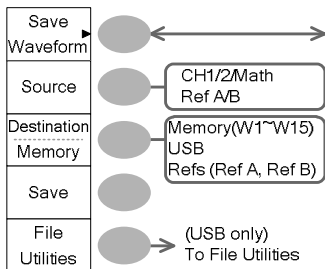 Save
Waveform
Source
CH1/2/Math
Ref A/B
Destination
Memory
Memory(W1~W15)
USB
Refs (Ref A, Ref B)
Save
File
Utilities
(USB only)
To File Utilities